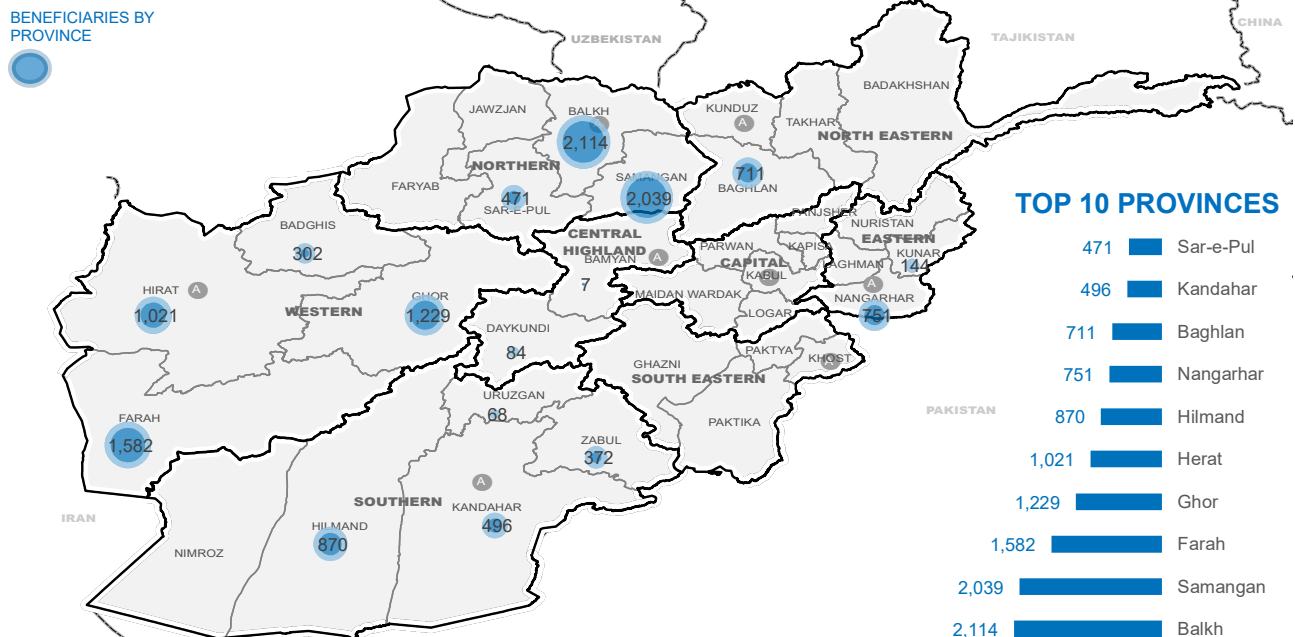 BENEFICIARIES BY
PROVINCE
UZBEKISTAN
TAJIKISTAN
CHINA
BADAKHSHAN
JAWZJAN
BALKH
KUNDUZ
A
TAKHAR
NORTH EASTERN
2,114
NORTHERN
FARYAB
SAMANGAN
711
BAGHLAN
471
SAR-E-PUL
2,039
TOP 10 PROVINCES
BADGHIS
302
CENTRAL
HIGHLAND
BAMYAN
A
PANJSHER
NURISTAN
EASTERN
PARWAN
KAPISA
KUNAR
144
CAPITAL
LAGHMAN
KABUL
A
A
7
MAIDAN WARDAK
NANGARHAR
751
LOGAR
HIRAT
A
1,021
WESTERN
GHOR
1,229
DAYKUNDI
84
GHAZNI
PAKTYA
KHOST
A
SOUTH EASTERN
PAKTIKA
URUZGAN
68
FARAH
1,582
ZABUL
372
PAKISTAN
A
SOUTHERN
KANDAHAR
496
IRAN
HILMAND
870
NIMROZ
471 Sar-e-Pul
496 Kandahar
711 Baghlan
751 Nangarhar
870 Hilmand
1,021 Herat
1,229 Ghor
1,582 Farah
2,039 Samangan
2,114 Balkh